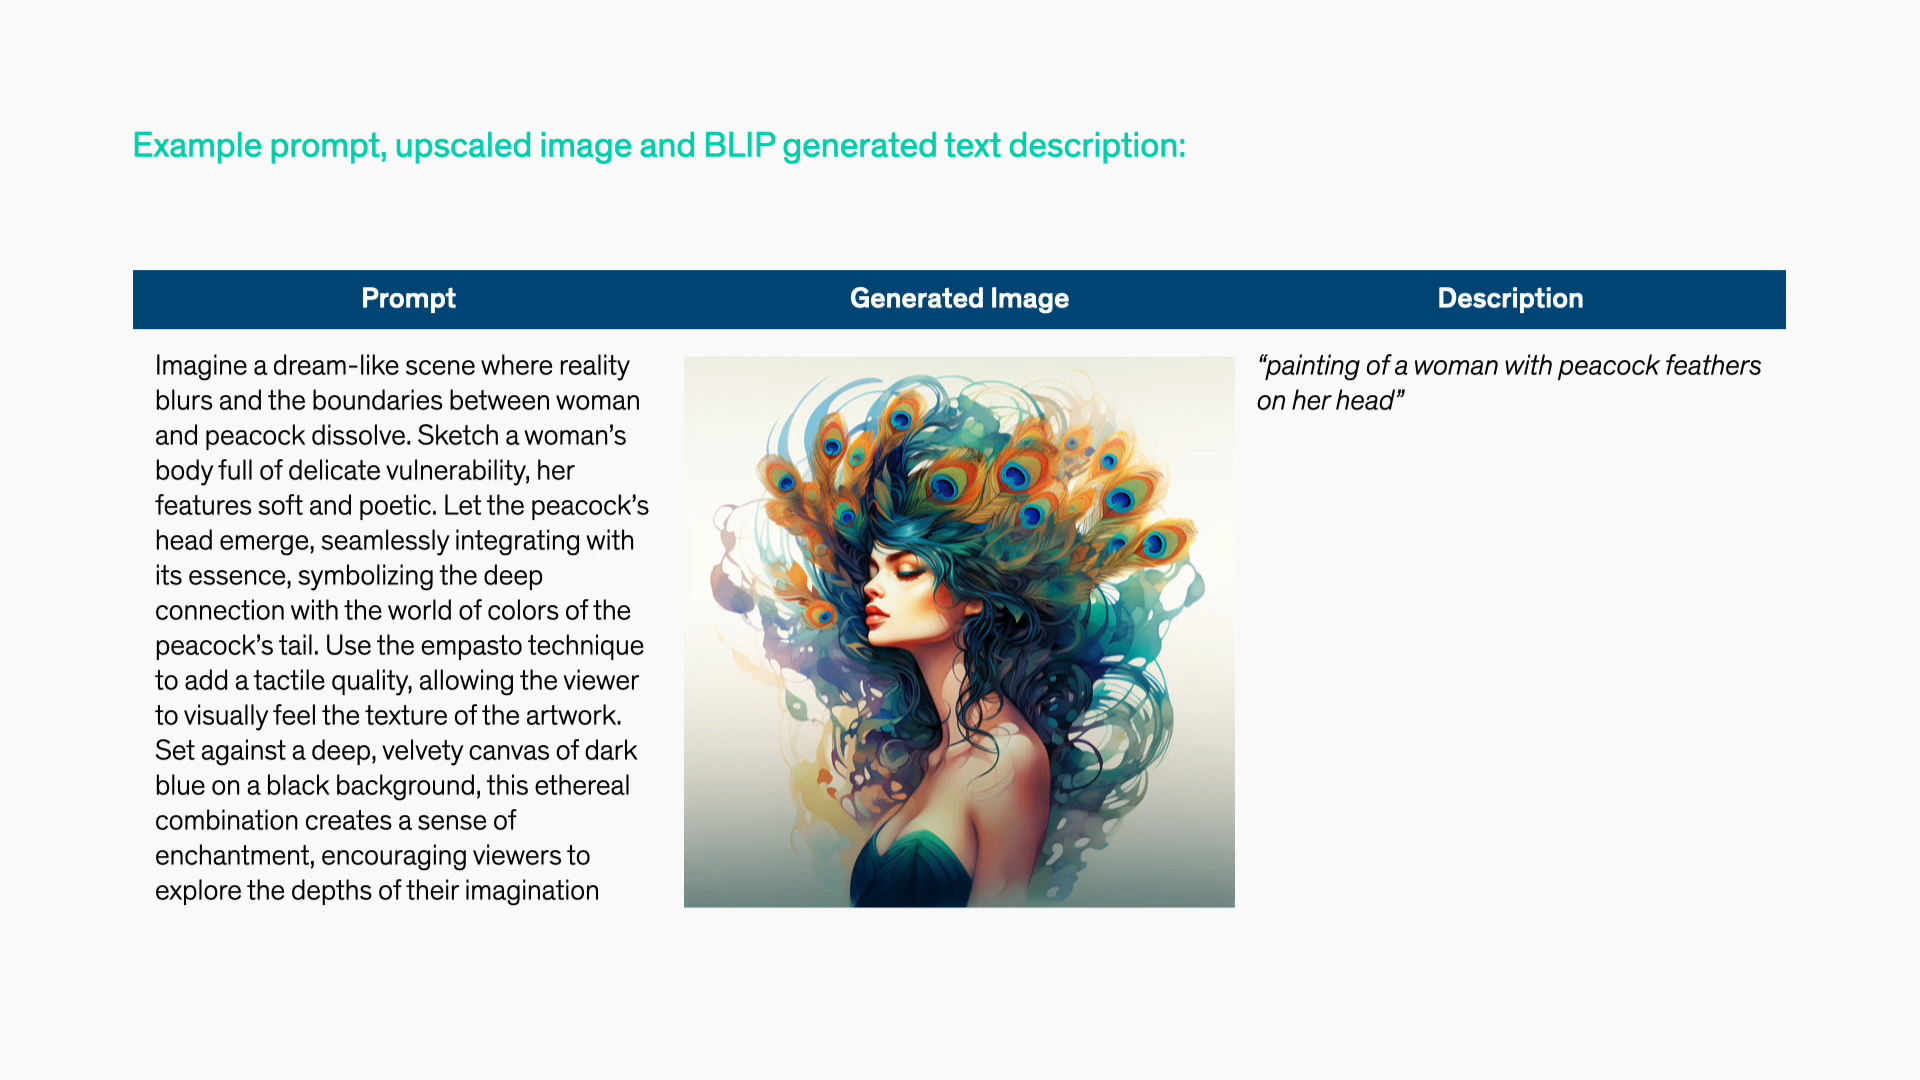 Example prompt, upscaled image and BLIP generated text description:
Prompt
Generated Image
Description
Imagine a dream-like scene where reality
blurs and the boundaries between woman
and peacock dissolve. Sketch a woman’s
body full of delicate vulnerability, her
features soft and poetic. Let the peacock’s
head emerge, seamlessly integrating with
its essence, symbolizing the deep
connection with the world of colors of the
peacock’s tail. Use the empasto technique
to add a tactile quality, allowing the viewer
to visually feel the texture of the artwork.
Set against a deep, velvety canvas of dark
blue on a black background, this ethereal
combination creates a sense of
enchantment, encouraging viewers to
explore the depths of their imagination
“painting of a woman with peacock feathers
on her head”